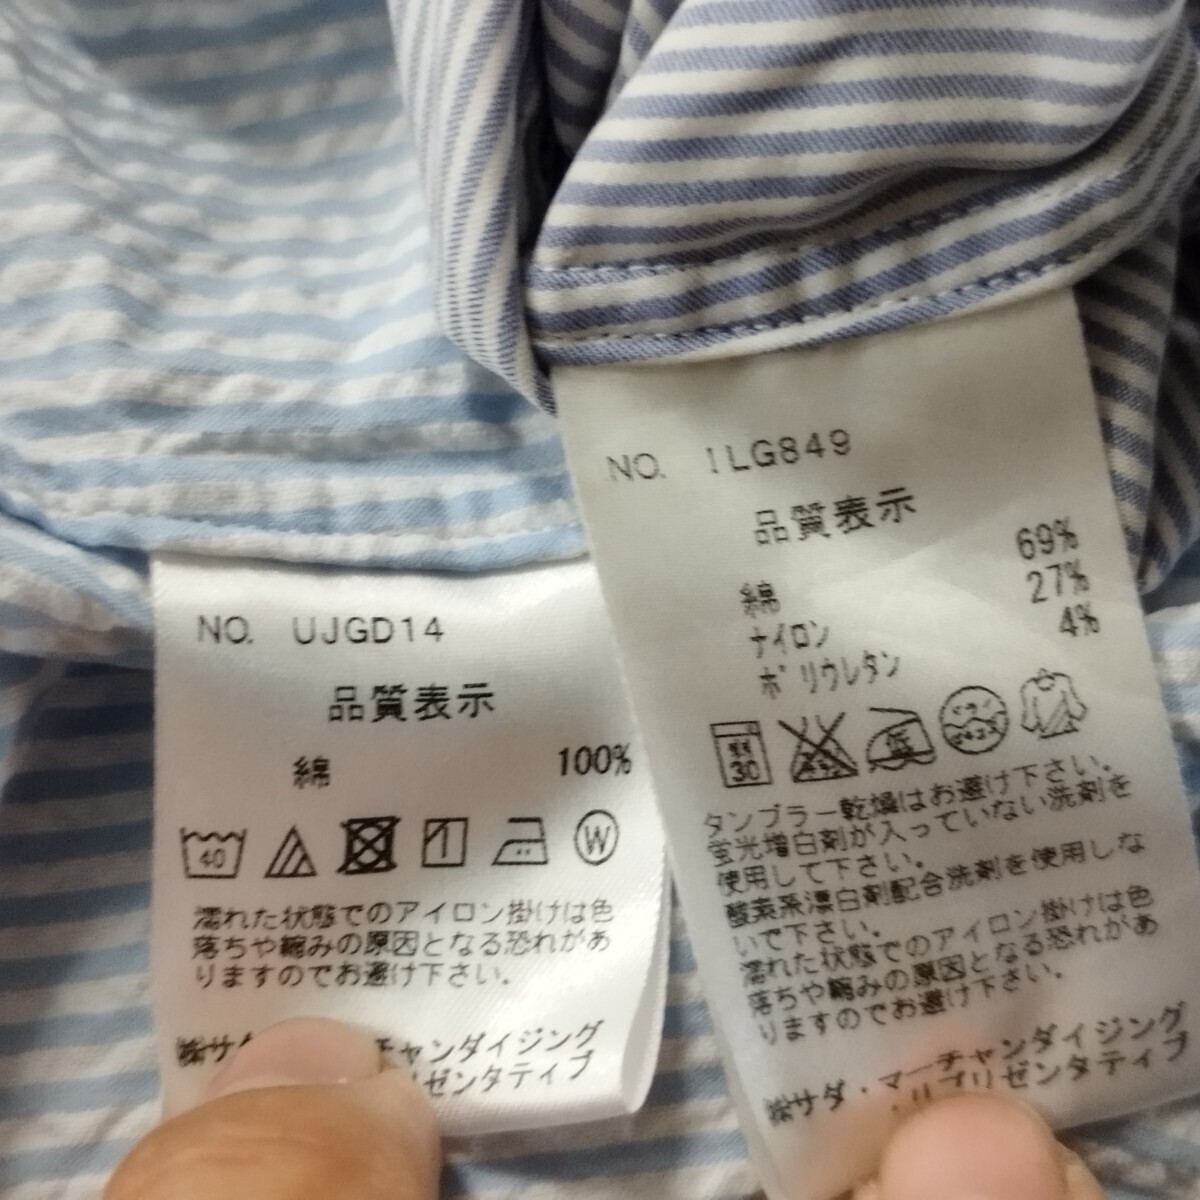 NO. UJGD14
品質表示
綿 100%
40
W
濡れた状態でのアイロン掛けは色
落ちや縮みの原因となる恐れがあ
りますのでお避け下さい。
㈱サ チャンダイジング
リゼンタティブ
NO. ILG849
品質表示
綿 69%
ナイロン 27%
ポリウレタン 4%
30
低
タンブラー乾燥はお避け下さい。
蛍光増白剤が入っていない洗剤を
使用して下さい。
酸素系漂白剤配合洗剤を使用しな
いで下さい。
濡れた状態でのアイロン掛けは色
落ちや縮みの原因となる恐れがあ
りますのでお避け下さい。
㈱サダ・マーチャンダイジング
・リプリゼンタティブ